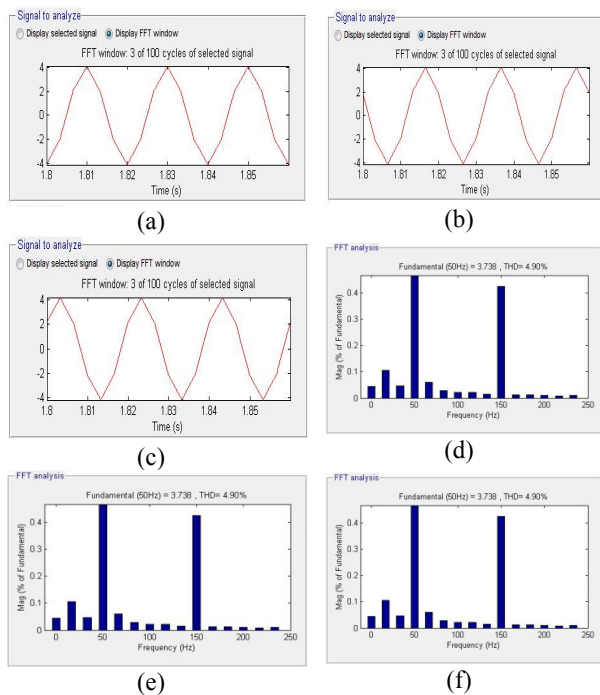 Signal to analyze
Display selected signal Display FFT window
FFT window: 3 of 100 cycles of selected signal
4
2
0
-2
-4
1.8 1.81 1.82 1.83 1.84 1.85
Time (s)
(a)
Signal to analyze
Display selected signal Display FFT window
FFT window: 3 of 100 cycles of selected signal
4
2
0
-2
-4
1.8 1.81 1.82 1.83 1.84 1.85
Time (s)
(b)
Signal to analyze
Display selected signal Display FFT window
FFT window: 3 of 100 cycles of selected signal
4
2
0
-2
-4
1.8 1.81 1.82 1.83 1.84 1.85
Time (s)
(c)
FFT analysis
Fundamental (50Hz) = 3.738 , THD= 4.90%
Mag (% of Fundamental)
0.4
0.3
0.2
0.1
0
0 50 100 150 200 250
Frequency (Hz)
(d)
FFT analysis
Fundamental (50Hz) = 3.738 , THD= 4.90%
Mag (% of Fundamental)
0.4
0.3
0.2
0.1
0
0 50 100 150 200 250
Frequency (Hz)
(e)
FFT analysis
Fundamental (50Hz) = 3.738 , THD= 4.90%
Mag (% of Fundamental)
0.4
0.3
0.2
0.1
0
0 50 100 150 200 250
Frequency (Hz)
(f)